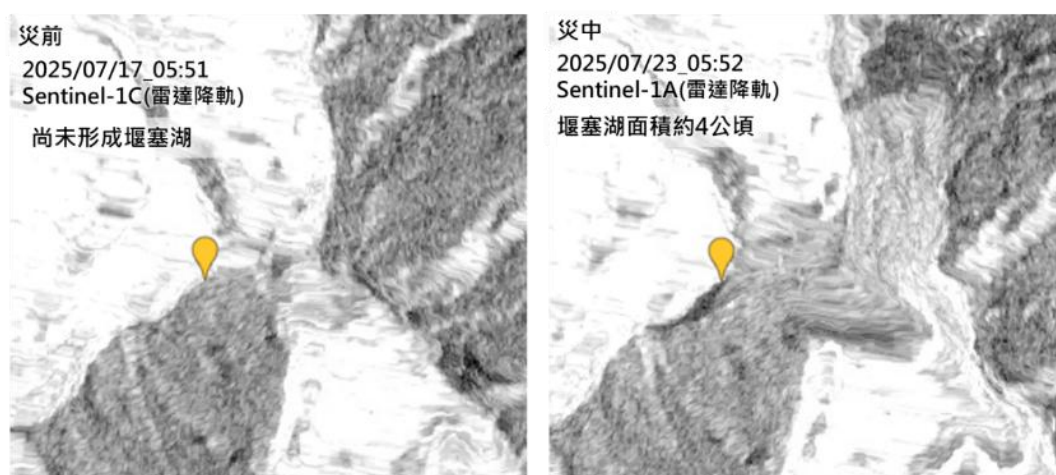 災前
2025/07/17_05:51
Sentinel-1C(雷達降軌)
尚未形成堰塞湖
災中
2025/07/23_05:52
Sentinel-1A(雷達降軌)
堰塞湖面積約4公頃